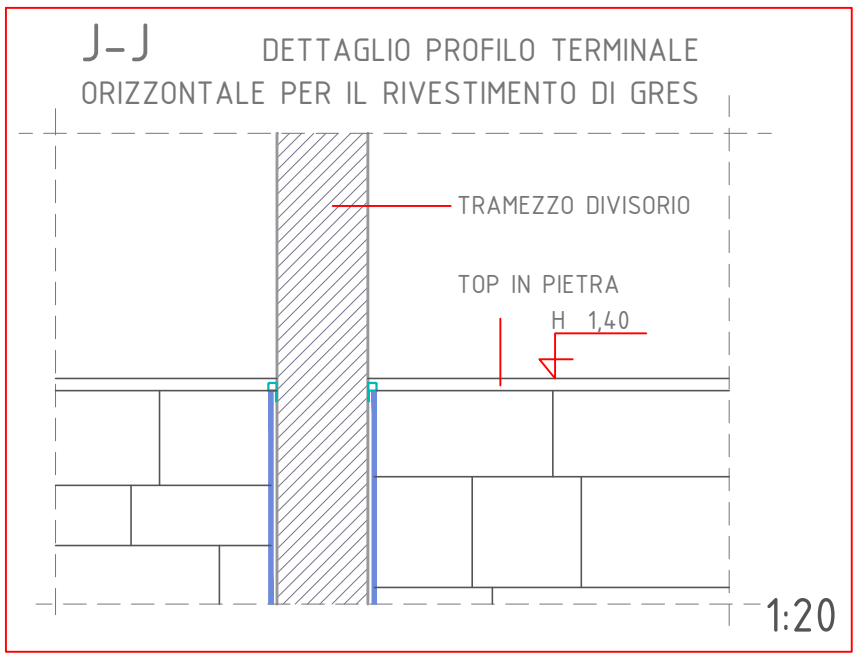 J-J DETTAGLIO PROFILO TERMINALE
ORIZZONTALE PER IL RIVESTIMENTO DI GRES
TRAMEZZO DIVISORIO
TOP IN PIETRA
H 1,40
1:20